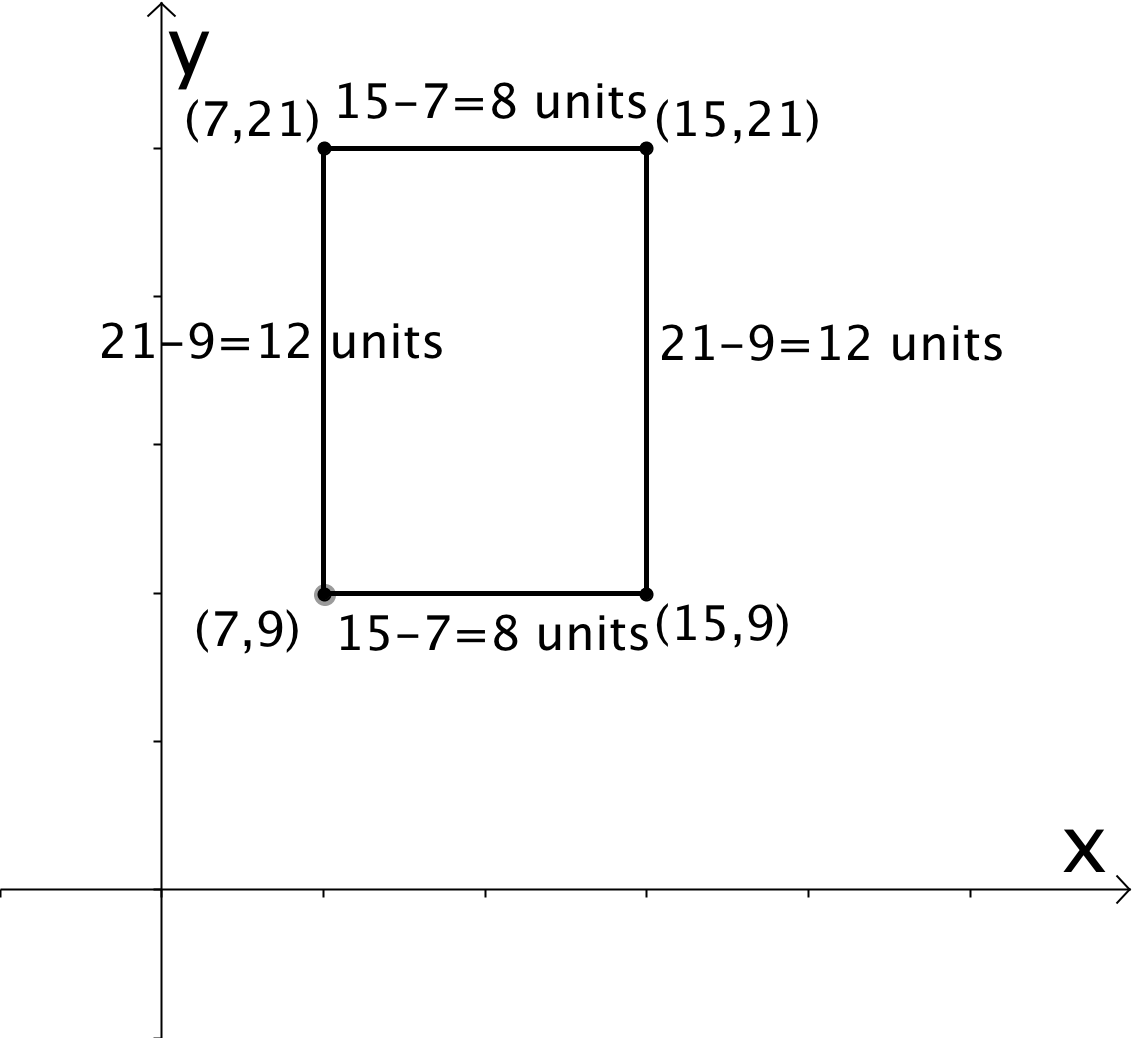 y
(7,21) 15-7=8 units (15,21)
21-9=12 units 21-9=12 units
(7,9) 15-7=8 units (15,9)
x